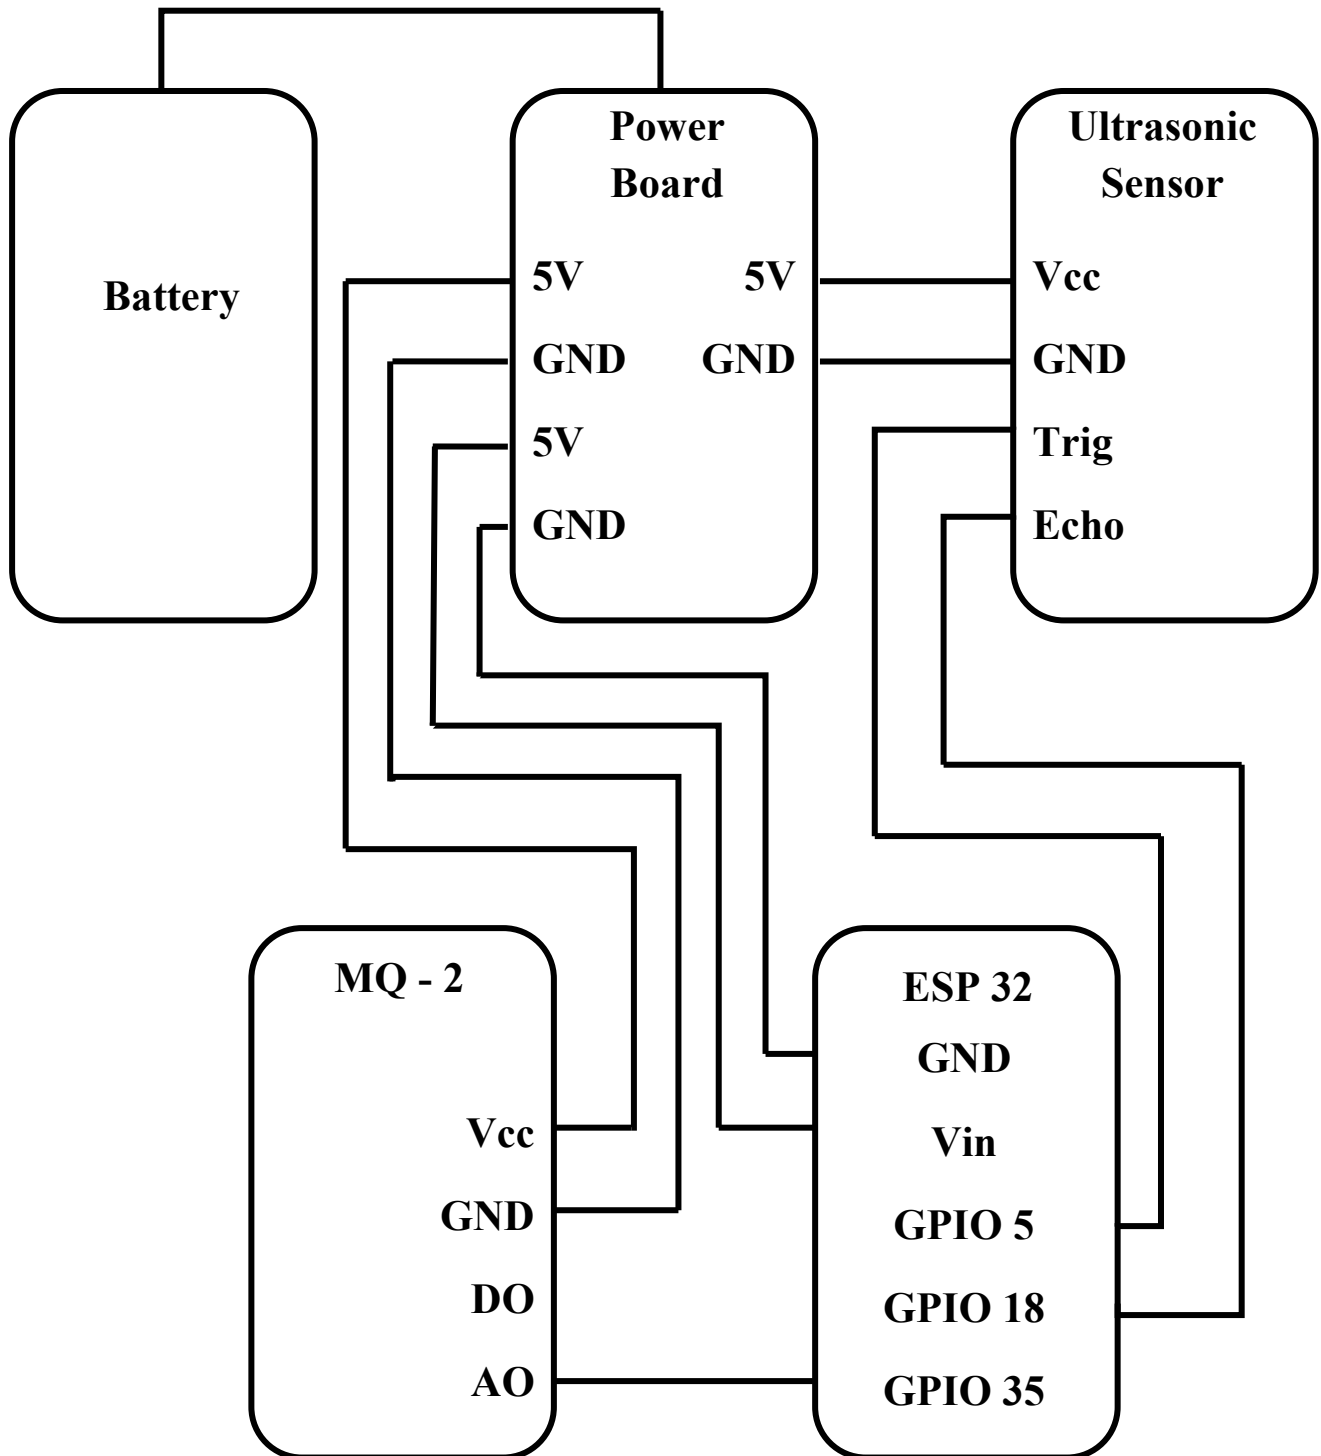 Battery
Power
Board
5V
5V
GND
GND
5V
GND
Ultrasonic
Sensor
Vcc
GND
Trig
Echo
MQ - 2
Vcc
GND
DO
AO
ESP 32
GND
Vin
GPIO 5
GPIO 18
GPIO 35